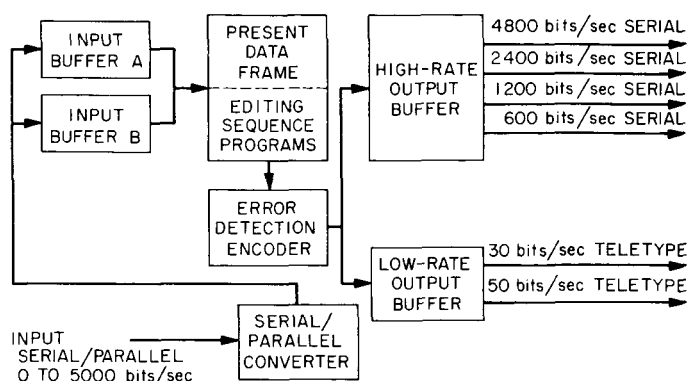 INPUT
BUFFER A
INPUT
BUFFER B
PRESENT
DATA
FRAME
EDITING
SEQUENCE
PROGRAMS
ERROR
DETECTION
ENCODER
HIGH-RATE
OUTPUT
BUFFER
4800 bits/sec SERIAL
2400 bits/sec SERIAL
1200 bits/sec SERIAL
600 bits/sec SERIAL
LOW-RATE
OUTPUT
BUFFER
30 bits/sec TELETYPE
50 bits/sec TELETYPE
SERIAL/
PARALLEL
CONVERTER
INPUT
SERIAL/PARALLEL
0 TO 5000 bits/sec